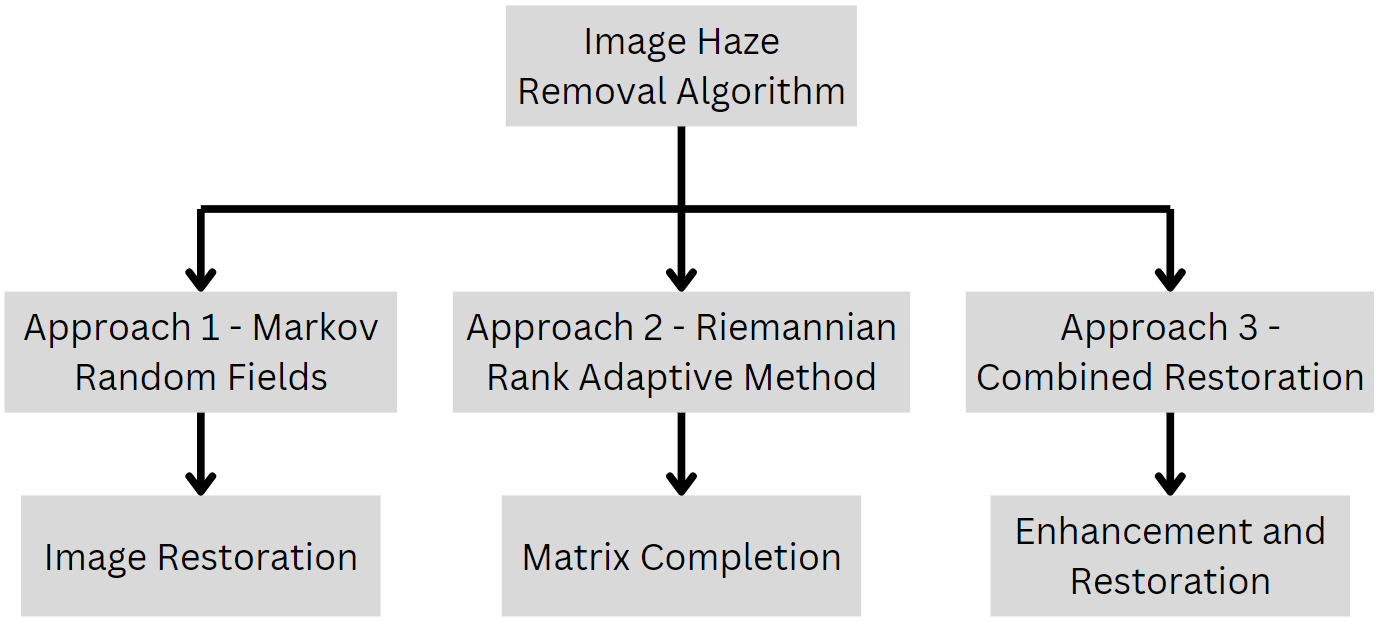 Image Haze
Removal Algorithm
Approach 1 - Markov
Random Fields
Approach 2 - Riemannian
Rank Adaptive Method
Approach 3 -
Combined Restoration
Image Restoration
Matrix Completion
Enhancement and
Restoration